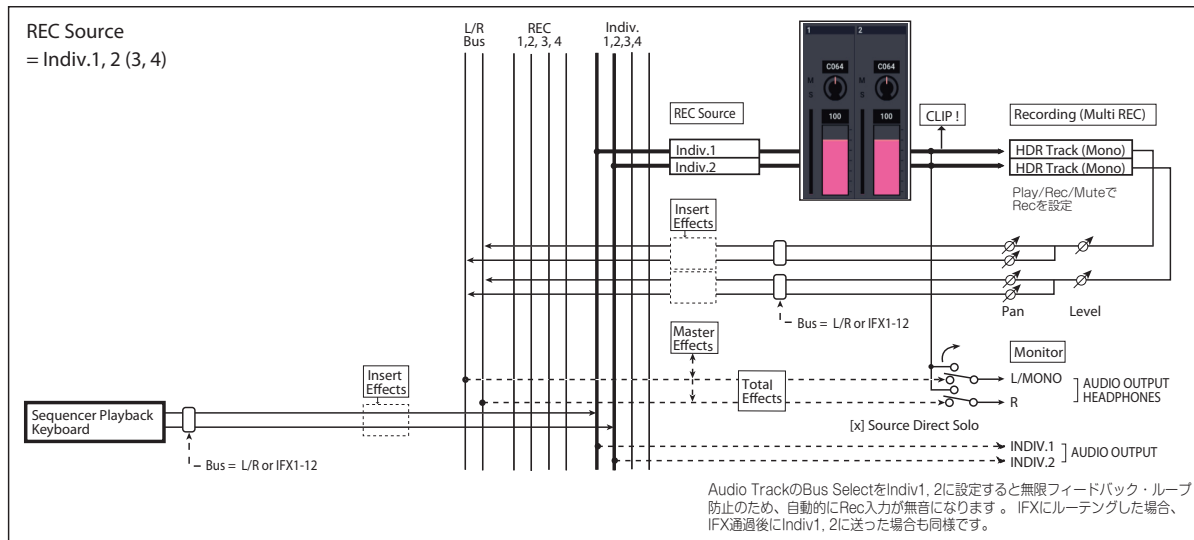 REC Source
= Indiv.1, 2 (3, 4)
L/R
Bus
REC
1,2, 3, 4
Indiv.
1,2,3,4
1
2
C064
C064
M
S
M
S
100
100
REC Source
CLIP !
Recording (Multi REC)
Indiv.1
Indiv.2
HDR Track (Mono)
HDR Track (Mono)
Play/Rec/Muteで
Recを設定
Insert
Effects
Pan
Level
Bus = L/R or IFX1-12
Master
Effects
Monitor
Insert
Effects
Total
Effects
L/MONO
R
AUDIO OUTPUT
HEADPHONES
Sequencer Playback
Keyboard
[x] Source Direct Solo
Bus = L/R or IFX1-12
INDIV.1
INDIV.2
AUDIO OUTPUT
Audio TrackのBus SelectをIndiv1, 2に設定すると無限フィードバック・ループ
防止のため、自動的にRec入力が無音になります 。 IFXにルーテングした場合、
IFX通過後にIndiv1, 2に送った場合も同様です。